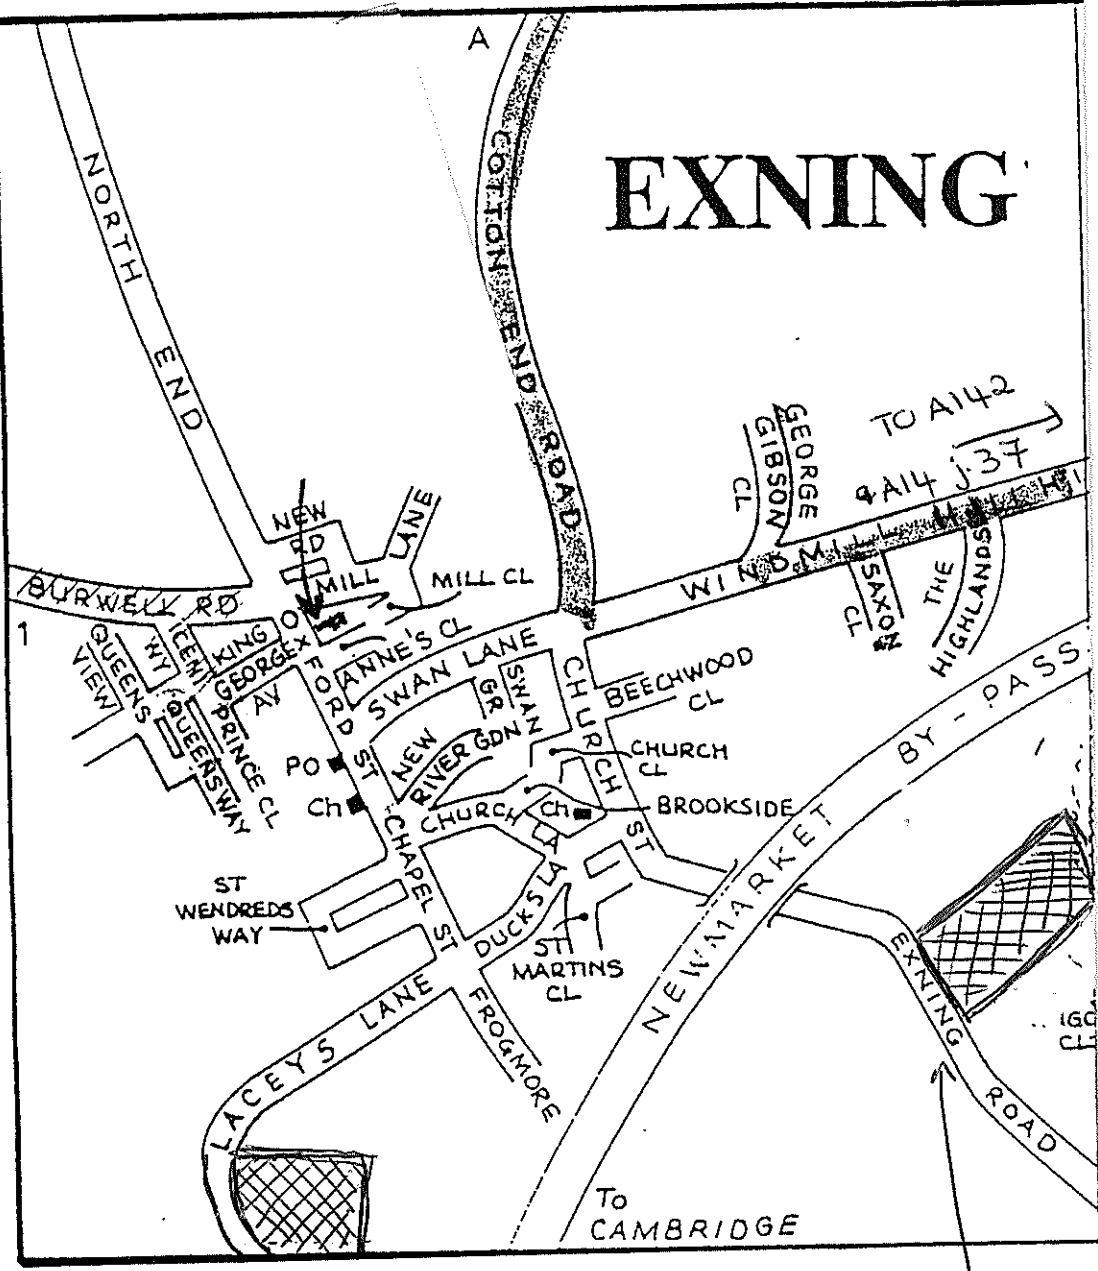 A
EXNING
NORTH END
COTTON END ROAD
TO A142
& A14 j.37
GEORGE
GIBSON
CL
WINDMILL HILL
SAXON
CL
THE
HIGHLANDS
NEW
RD
MILL
LANE
MILL CL
BURWELL RD
1
QUEENS
VIEW
QUEENS
WY
KING
GEORGE
AV
PRINCE CL
QUEENSWAY
OXFORD ST
ANNE'S CL
SWAN LANE
SWAN
GR
CHURCH ST
BEECHWOOD
CL
NEW
RIVER GDN
CHURCH
CL
BROOKSIDE
PO
Ch
CHURCH LA
Ch
CHAPEL ST
DUCKS LA
ST
WENDREDS
WAY
ST
MARTINS
CL
LACEYS LANE
FROGMORE
NEWMARKET BY-PASS
EXNING ROAD
To
CAMBRIDGE